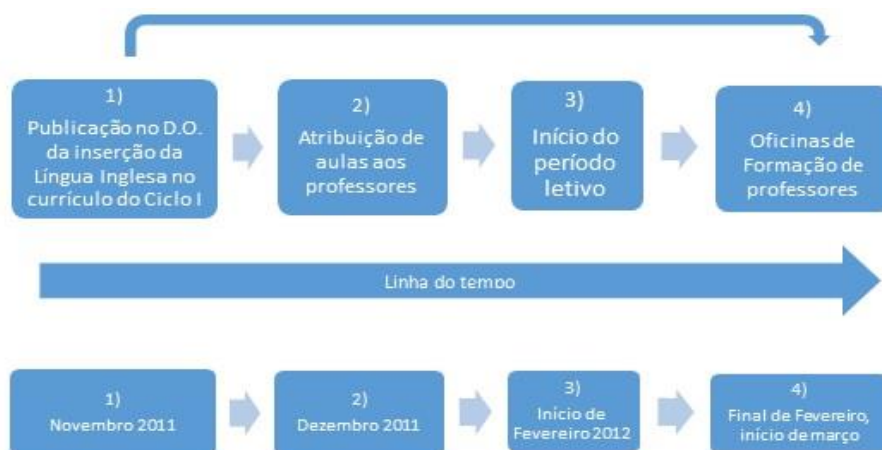 1)
Publicação no D.O.
da inserção da
Língua Inglesa no
currículo do Ciclo I
2)
Atribuição de
aulas aos
professores
3)
Início do
período
letivo
4)
Oficinas de
Formação de
professores
Linha do tempo
1)
Novembro 2011
2)
Dezembro 2011
3)
Início de
Fevereiro 2012
4)
Final de Fevereiro,
início de março